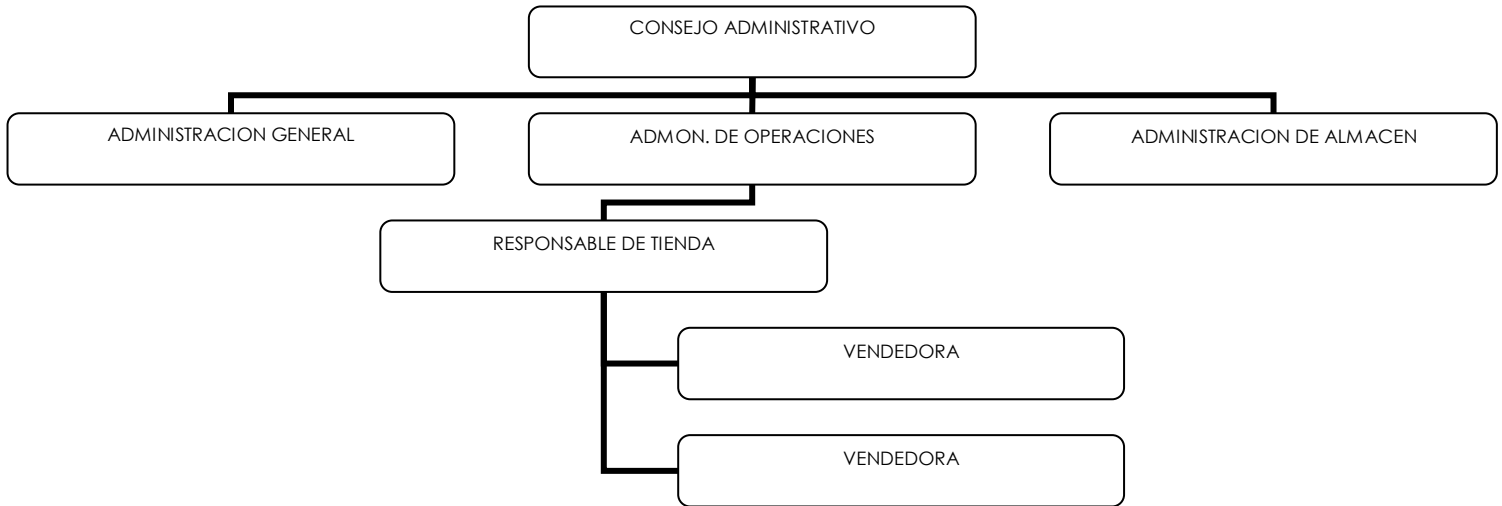 CONSEJO ADMINISTRATIVO
ADMINISTRACION GENERAL
ADMON. DE OPERACIONES
ADMINISTRACION DE ALMACEN
RESPONSABLE DE TIENDA
VENDEDORA
VENDEDORA